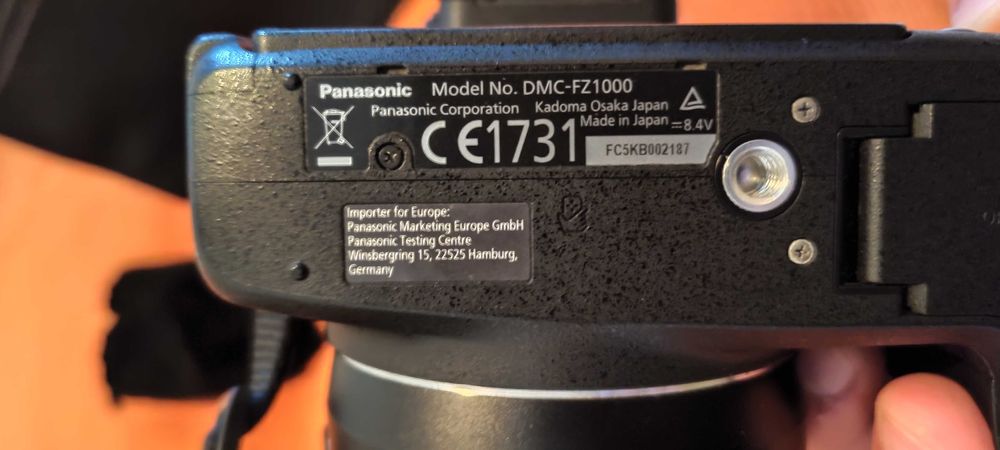 Panasonic Model No. DMC-FZ1000
Panasonic Corporation Kadoma Osaka Japan
Made in Japan ⎓8.4V
CE1731
FC5KB002187
Importer for Europe:
Panasonic Marketing Europe GmbH
Panasonic Testing Centre
Winsbergring 15, 22525 Hamburg,
Germany